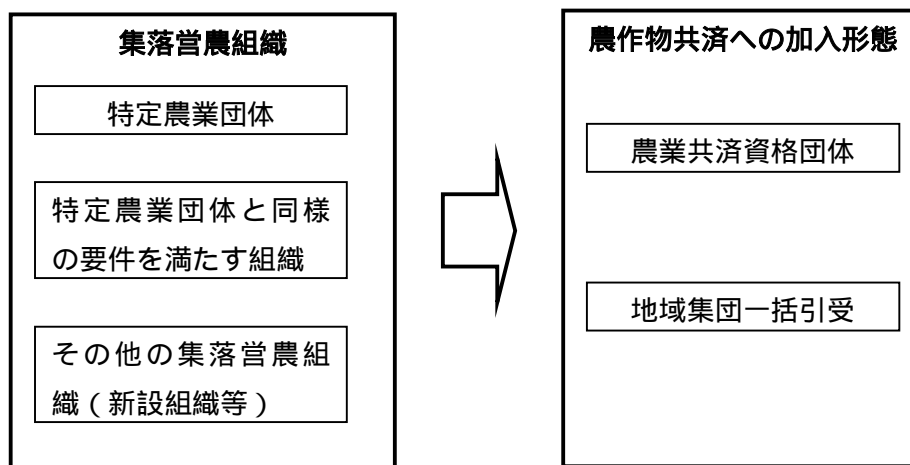 集落営農組織
特定農業団体
特定農業団体と同様
の要件を満たす組織
その他の集落営農組
織（新設組織等）
農作物共済への加入形態
農業共済資格団体
地域集団一括引受